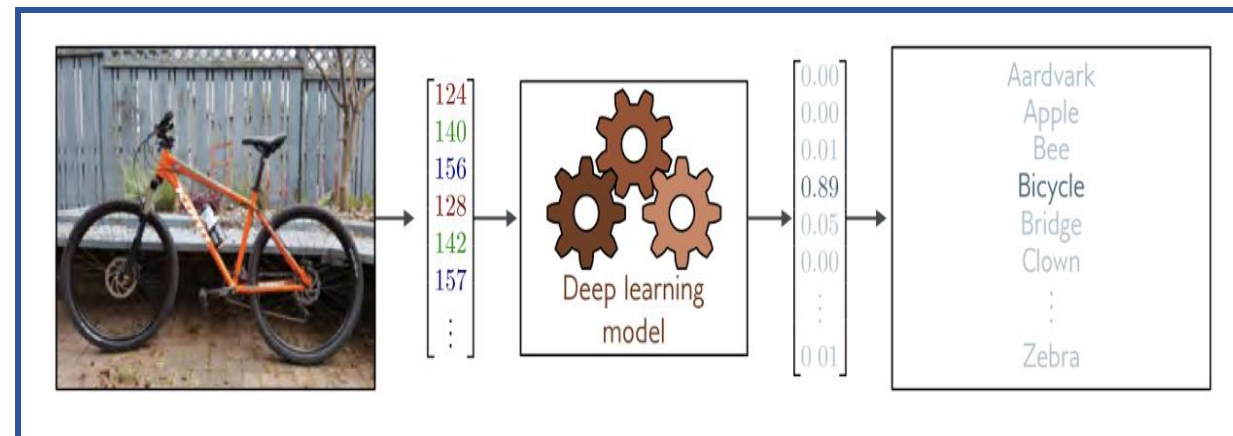 124
140
156
128
142
157
⋮
Deep learning
model
0.00
0.00
0.01
0.89
0.05
0.00
⋮
0 01
Aardvark
Apple
Bee
Bicycle
Bridge
Clown
⋮
Zebra